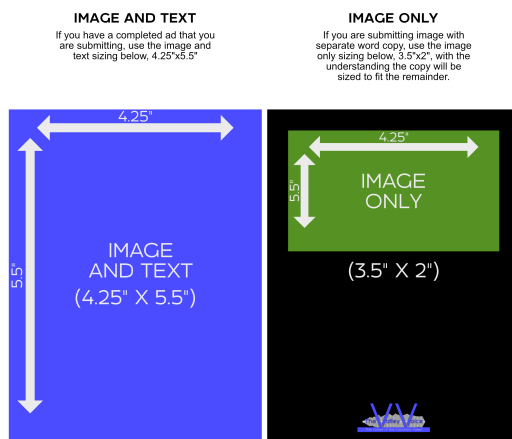 IMAGE AND TEXT
If you have a completed ad that you
are submitting, use the image and
text sizing below, 4.25"x5.5"
IMAGE ONLY
If you are submitting image with
separate word copy, use the image
only sizing below, 3.5"x2", with the
understanding the copy will be
sized to fit the remainder.
4.25"
5.5"
IMAGE
AND TEXT
(4.25" X 5.5")
4.25"
5.5"
IMAGE
ONLY
(3.5" X 2")
VV